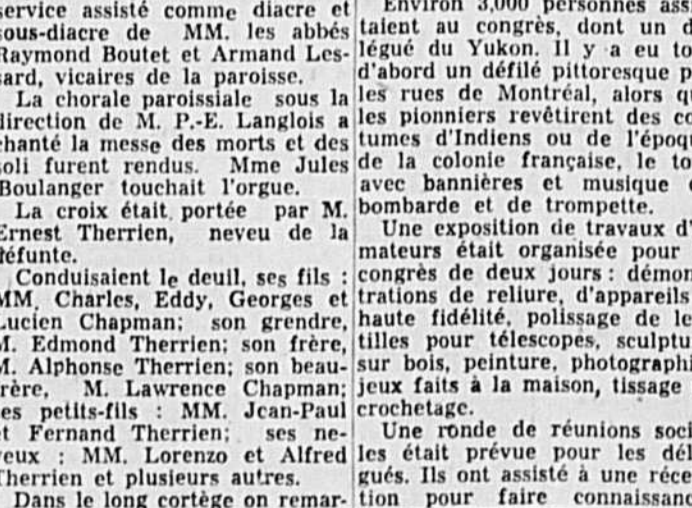 service assisté comme diacre et
sous-diacre de MM. les abbés
Raymond Boutet et Armand Les-
sard, vicaires de la paroisse.
La chorale paroissiale sous la
direction de M. P.-E. Langlois a
chanté la messe des morts et des
soli furent rendus. Mme Jules
Boulanger touchait l'orgue.
La croix était portée par M.
Ernest Therrien, neveu de la
défunte.
Conduisaient le deuil, ses fils :
MM, Charles, Eddy, Georges et
Lucien Chapman; son grendre,
M. Edmond Therrien; son frère,
M. Alphonse Therrien; son beau-
frère, M. Lawrence Chapman;
ses petits-fils : MM. Jean-Paul
et Fernand Therrien; ses ne-
veux : MM. Lorenzo et Alfred
Therrien et plusieurs autres.
Dans le long cortège on remar-
Environ 3,000 personnes assi
taient au congrès, dont un d
légué du Yukon. Il y a eu to
d'abord un défilé pittoresque p
les rues de Montréal, alors qu
les pionniers revêtirent des co
tumes d'Indiens ou de l'époqu
de la colonie française, le to
avec bannières et musique
bombarde et de trompette.
Une exposition de travaux d'
mateurs était organisée pour
congrès de deux jours : démon
trations de reliure, d'appareils
haute fidélité, polissage de le
tilles pour télescopes, sculptu
sur bois, peinture, photographi
jeux faits à la maison, tissage
crochetage.
Une ronde de réunions soci
les était prévue pour les dél
gués. Ils ont assisté à une réce
tion pour faire connaissanc